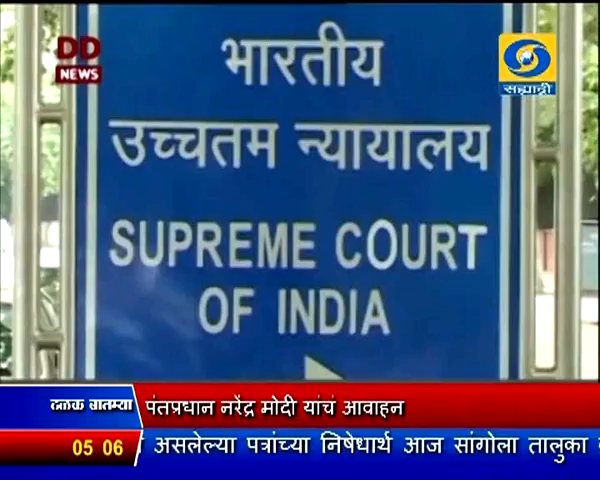 DD
NEWS
सह्याद्री
भारतीय
उच्चतम न्यायालय
SUPREME COURT
OF INDIA
ठळक बातम्या
पंतप्रधान नरेंद्र मोदी यांचं आवाहन
05 06
असलेल्या पत्रांच्या निषेधार्थ आज सांगोला तालुका